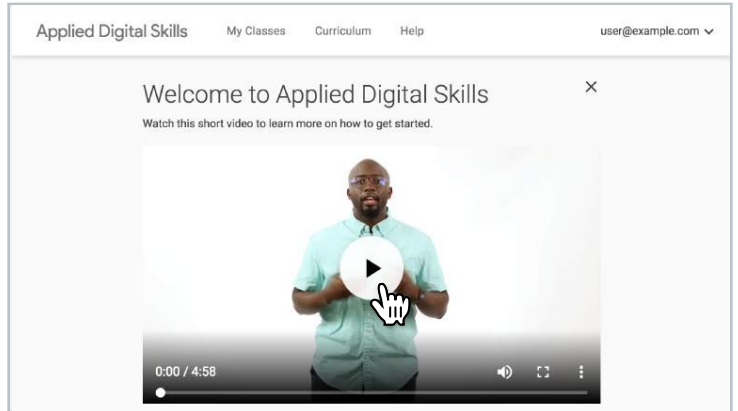 Applied Digital Skills My Classes Curriculum Help user@example.com
Welcome to Applied Digital Skills
Watch this short video to learn more on how to get started.
0:00 / 4:58